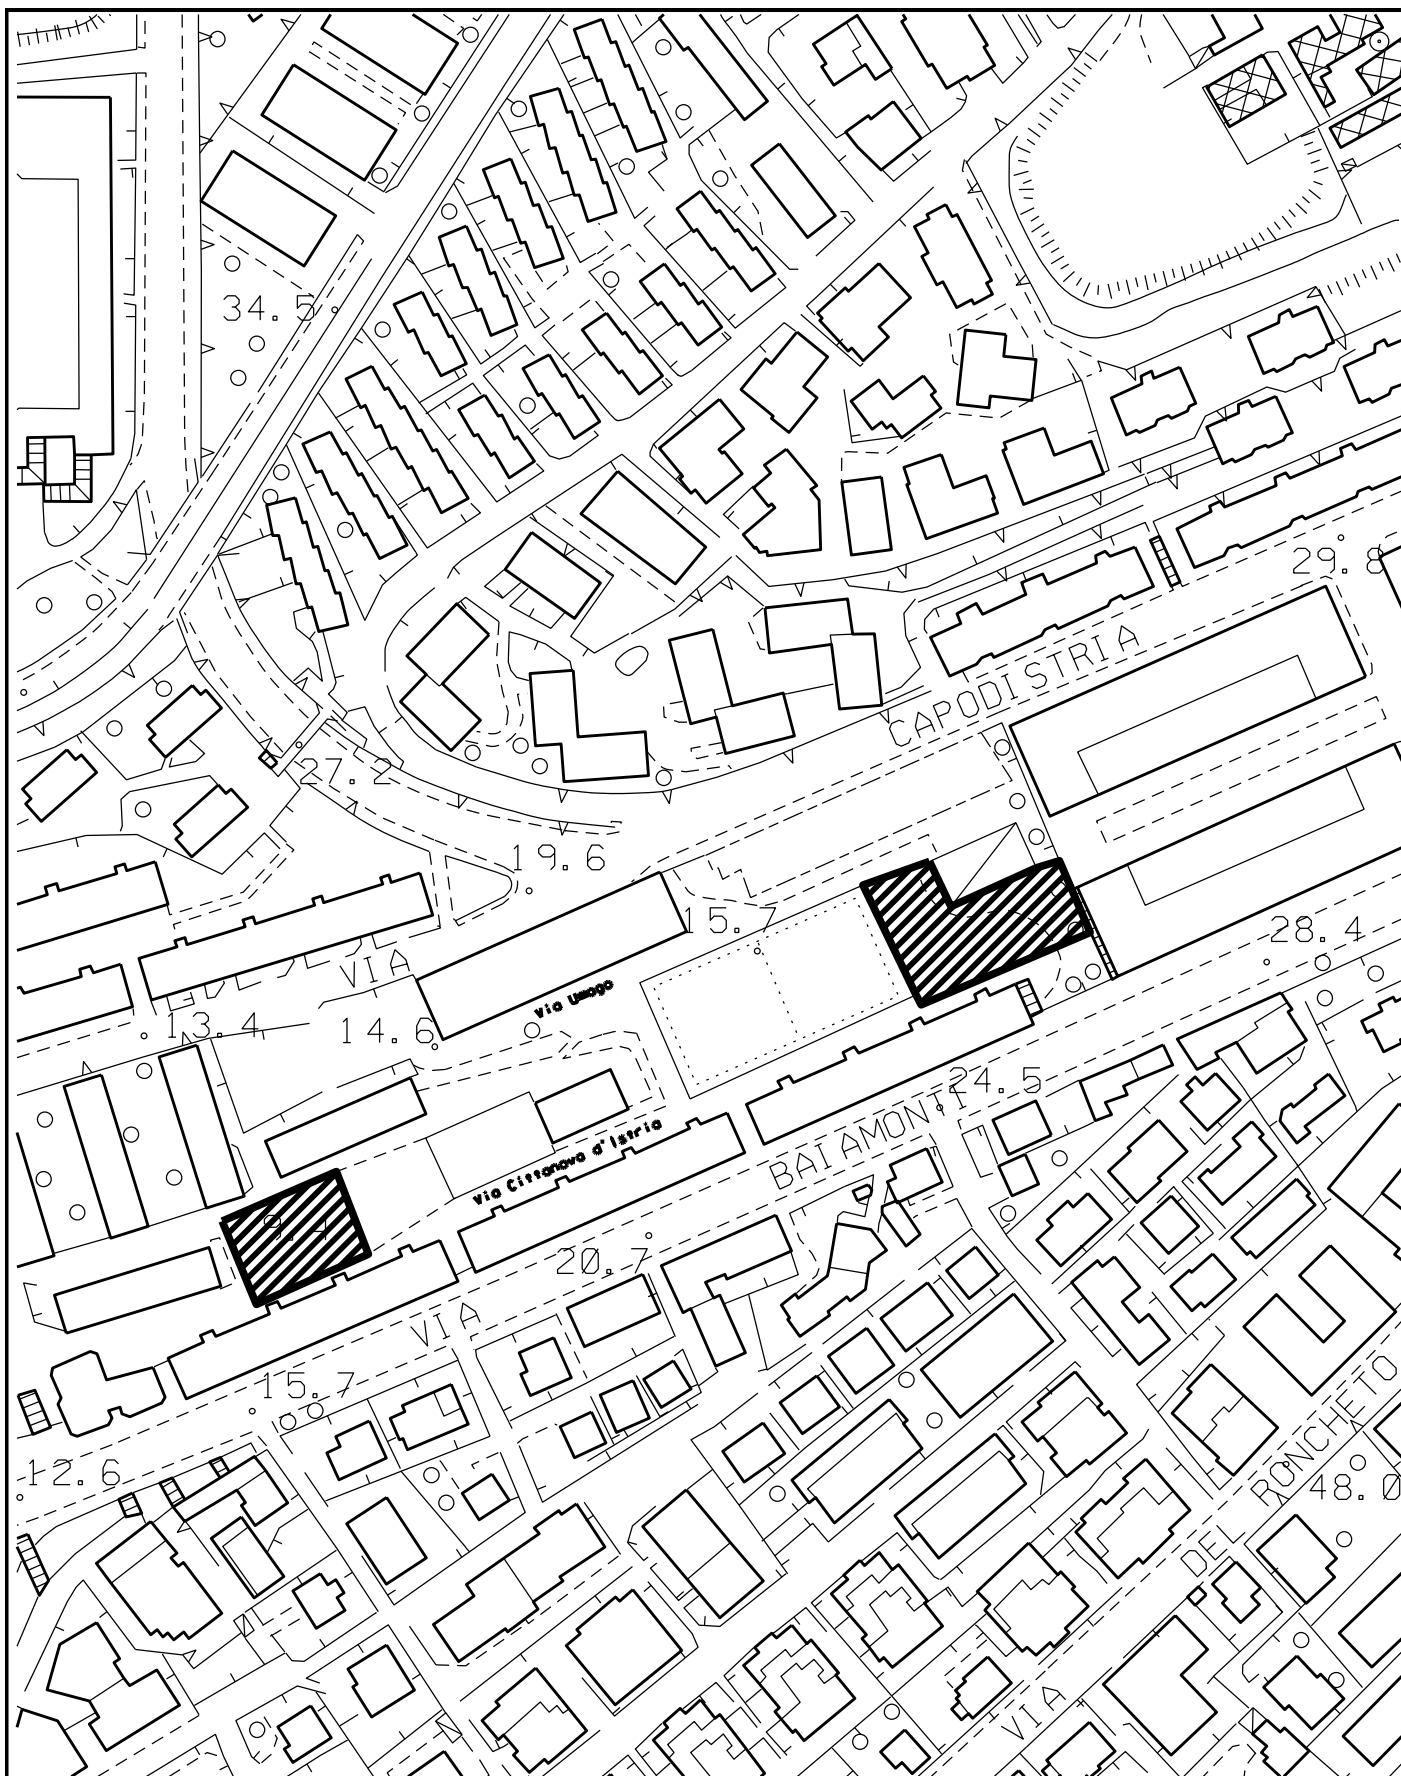 34.5
29.8
CAPODISTRIA
27.2
19.6
15.7
28.4
VIA
via Umago
13.4
14.6
24.5
BAIAMONTI
via Cittanova d'Istria
9.4
20.7
VIA
15.7
12.6
RONCHETO
48.0
DEL
VIA